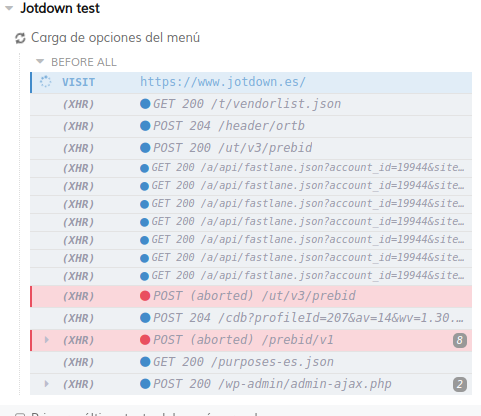 Jotdown test
Carga de opciones del menú
BEFORE ALL
VISIT https://www.jotdown.es/
(XHR) GET 200 /t/vendorlist.json
(XHR) POST 204 /header/ortb
(XHR) POST 200 /ut/v3/prebid
(XHR) GET 200 /a/api/fastlane.json?account_id=19944&site…
(XHR) GET 200 /a/api/fastlane.json?account_id=19944&site…
(XHR) GET 200 /a/api/fastlane.json?account_id=19944&site…
(XHR) GET 200 /a/api/fastlane.json?account_id=19944&site…
(XHR) GET 200 /a/api/fastlane.json?account_id=19944&site…
(XHR) GET 200 /a/api/fastlane.json?account_id=19944&site…
(XHR) GET 200 /a/api/fastlane.json?account_id=19944&site…
(XHR) POST (aborted) /ut/v3/prebid
(XHR) POST 204 /cdb?profileId=207&av=14&wv=1.30.…
(XHR) POST (aborted) /prebid/v1 8
(XHR) GET 200 /purposes-es.json
(XHR) POST 200 /wp-admin/admin-ajax.php 2